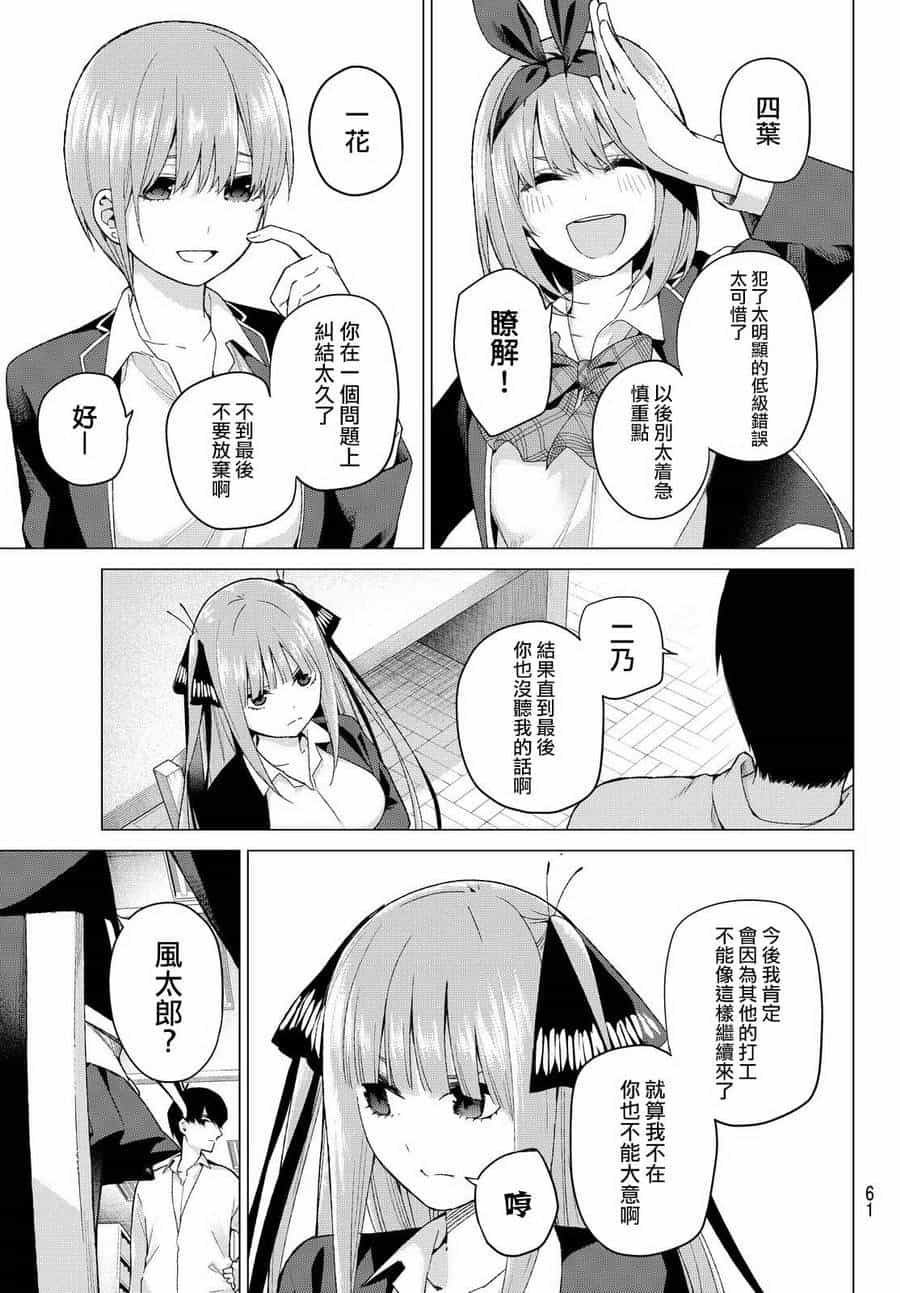 四葉
犯了太明顯的低級錯誤
太可惜了
以後別太着急
慎重點
瞭解！
一花
你在一個問題上
糾結太久了
不到最後
不要放棄啊
好ー
二乃
結果直到最後
你也沒聽我的話啊
今後我肯定
會因為其他的打工
不能像這樣繼續來了
就算我不在
你也不能大意啊
哼
風太郎？
61